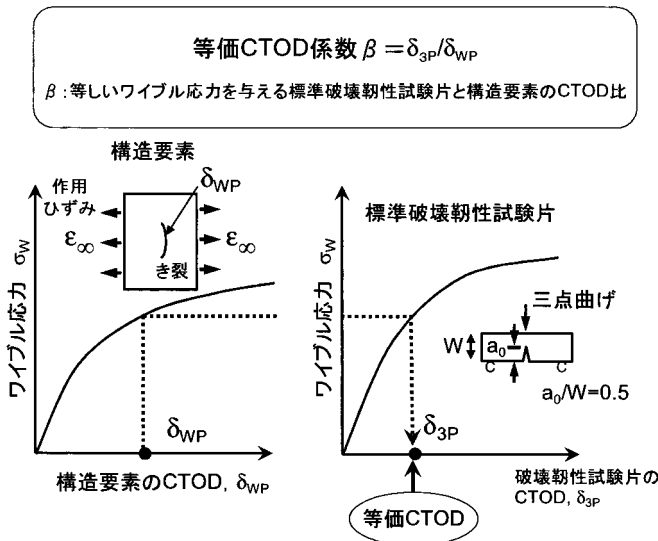 等価CTOD係数 β＝δ3P/δWP
β：等しいワイブル応力を与える標準破壊靭性試験片と構造要素のCTOD比
構造要素
作用
ひずみ
δWP
ε∞
ε∞
き裂
ワイブル応力 σW
δWP
構造要素のCTOD, δWP
標準破壊靭性試験片
ワイブル応力 σW
三点曲げ
W
a0
C
C
a0/W=0.5
δ3P
破壊靭性試験片の
CTOD, δ3P
等価CTOD